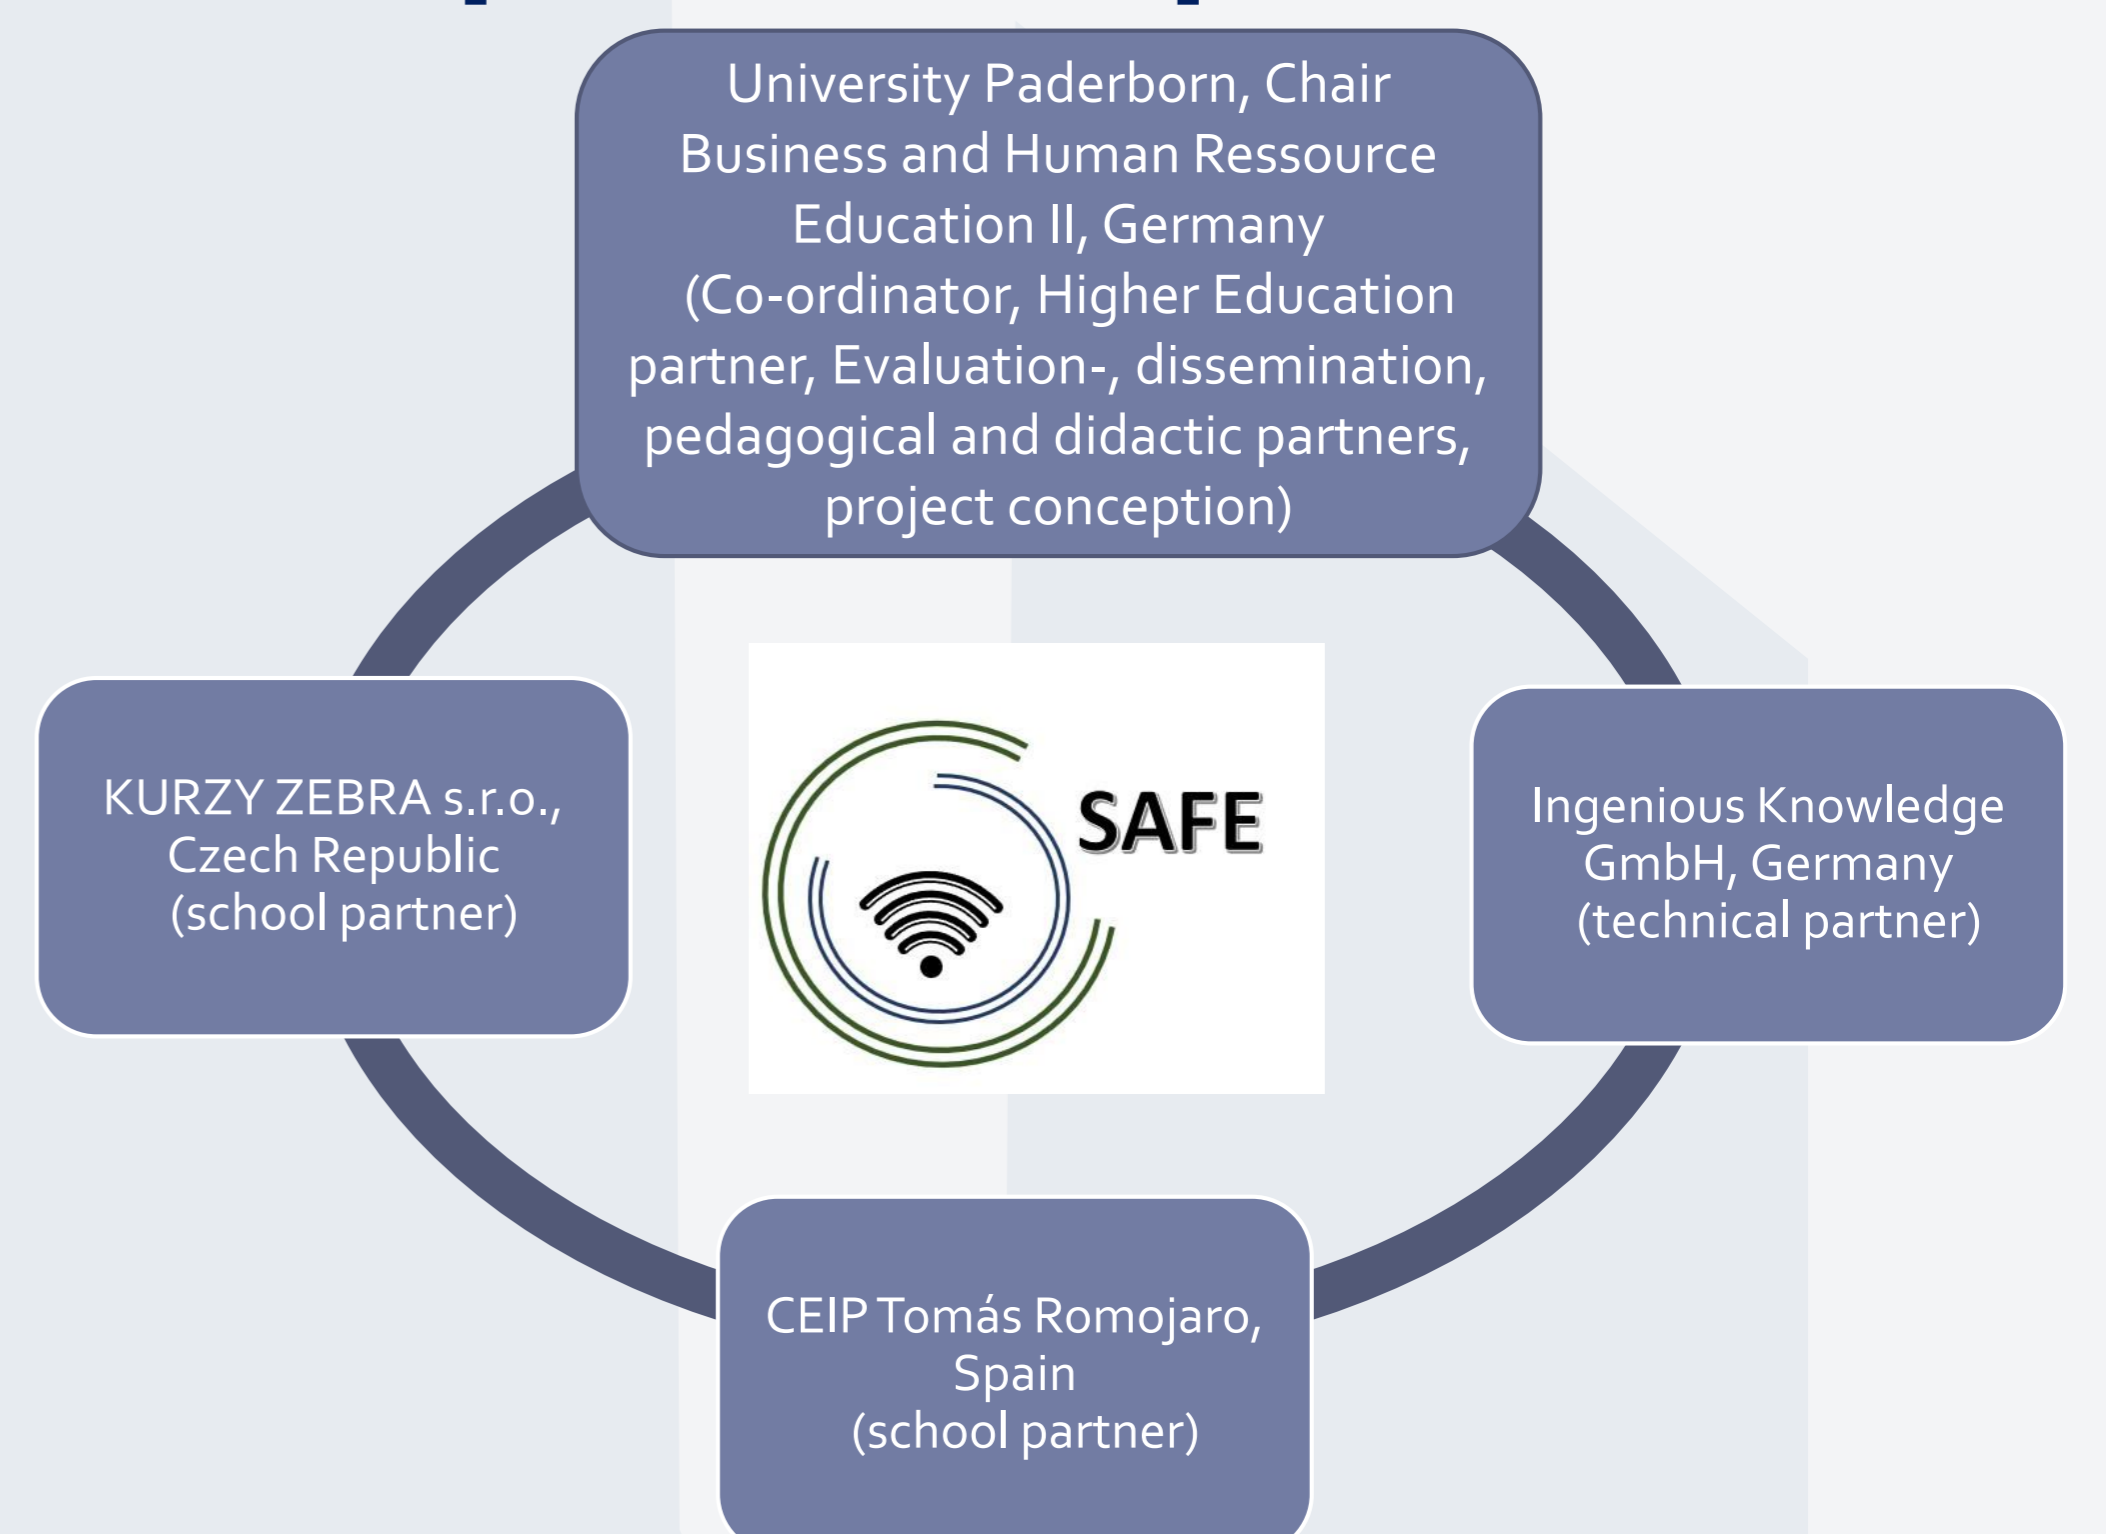 University Paderborn, Chair
Business and Human Ressource
Education II, Germany
(Co-ordinator, Higher Education
partner, Evaluation-, dissemination,
pedagogical and didactic partners,
project conception)
KURZY ZEBRA s.r.o.,
Czech Republic
(school partner)
SAFE
Ingenious Knowledge
GmbH, Germany
(technical partner)
CEIP Tomás Romojaro,
Spain
(school partner)